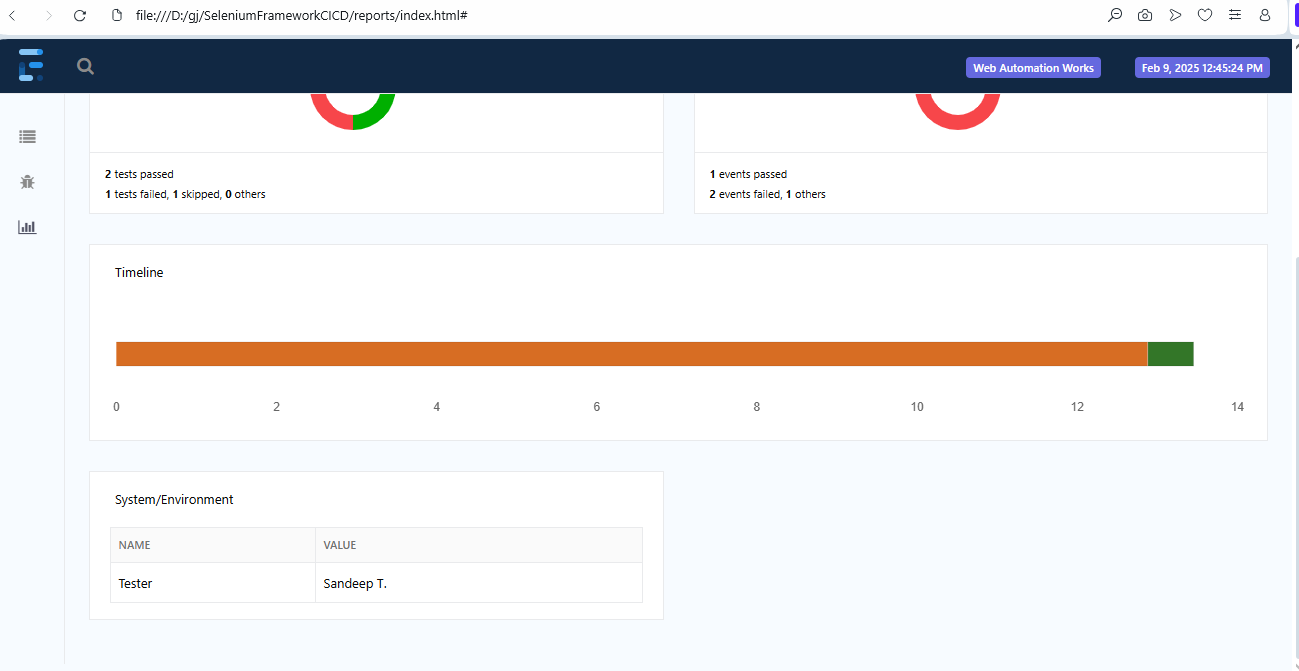 file:///D:/gj/SeleniumFrameworkCICD/reports/index.html#
Web Automation Works Feb 9, 2025 12:45:24 PM
2 tests passed
1 tests failed, 1 skipped, 0 others
1 events passed
2 events failed, 1 others
Timeline
0 2 4 6 8 10 12 14
System/Environment
NAME VALUE
Tester Sandeep T.